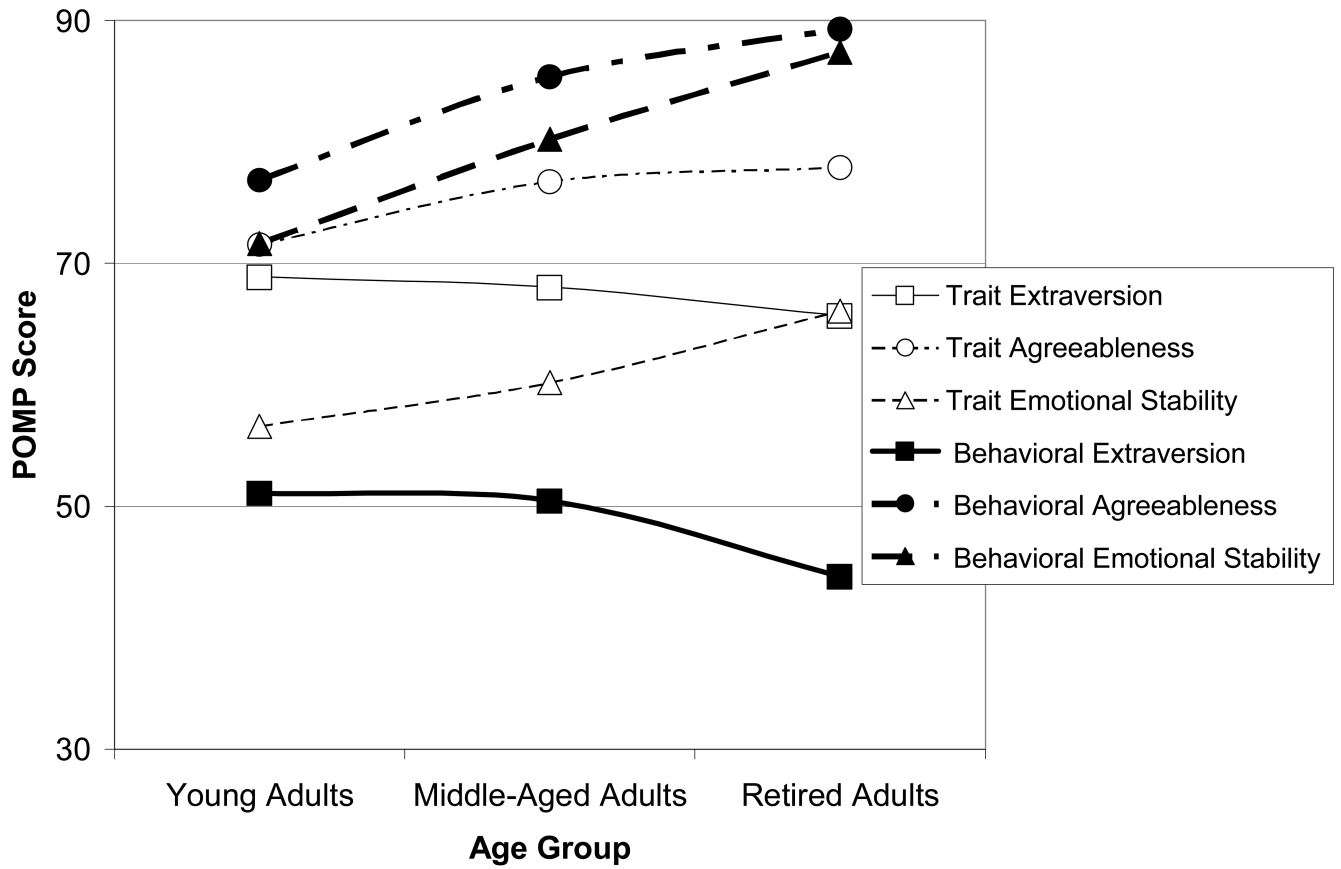 90
70
50
30
POMP Score
Young Adults
Middle-Aged Adults
Retired Adults
Age Group
Trait Extraversion
Trait Agreeableness
Trait Emotional Stability
Behavioral Extraversion
Behavioral Agreeableness
Behavioral Emotional Stability